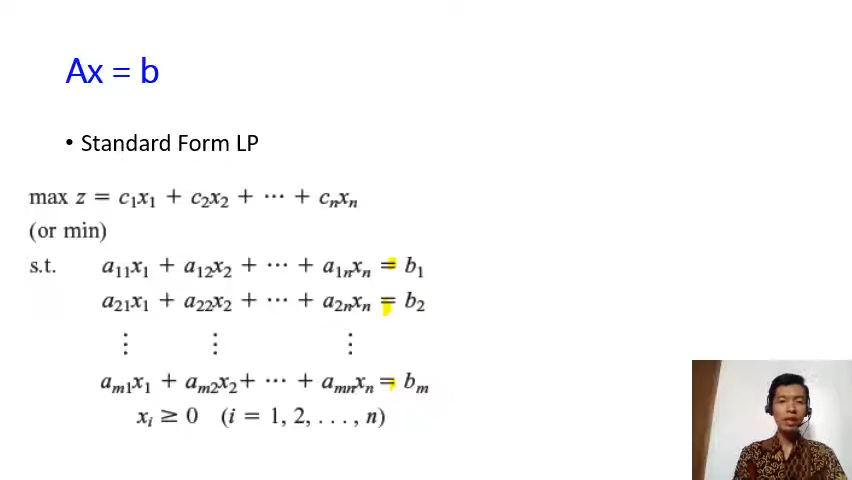 Ax = b
• Standard Form LP
max z = c₁x₁ + c₂x₂ + ··· + cₙxₙ
(or min)
s.t. a₁₁x₁ + a₁₂x₂ + ··· + a₁ₙxₙ = b₁
a₂₁x₁ + a₂₂x₂ + ··· + a₂ₙxₙ = b₂
⋮ ⋮ ⋮
aₘ₁x₁ + aₘ₂x₂ + ··· + aₘₙxₙ = bₘ
xᵢ ≥ 0 (i = 1, 2, . . . , n)